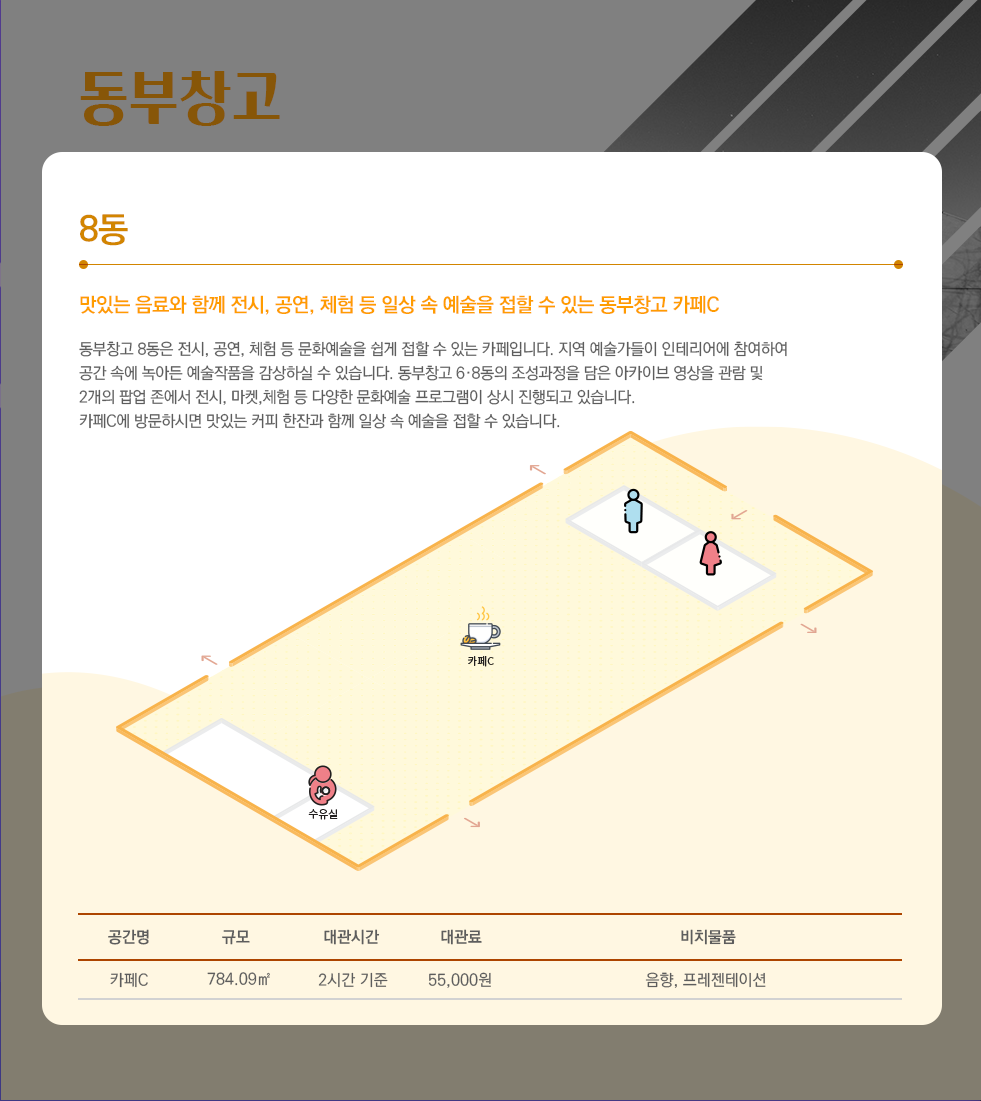 동부창고
8동
맛있는 음료와 함께 전시, 공연, 체험 등 일상 속 예술을 접할 수 있는 동부창고 카페C
동부창고 8동은 전시, 공연, 체험 등 문화예술을 쉽게 접할 수 있는 카페입니다. 지역 예술가들이 인테리어에 참여하여
공간 속에 녹아든 예술작품을 감상하실 수 있습니다. 동부창고 6·8동의 조성과정을 담은 아카이브 영상을 관람 및
2개의 팝업 존에서 전시, 마켓,체험 등 다양한 문화예술 프로그램이 상시 진행되고 있습니다.
카페C에 방문하시면 맛있는 커피 한잔과 함께 일상 속 예술을 접할 수 있습니다.
카페C
수유실
공간명 규모 대관시간 대관료 비치물품
카페C 784.09㎡ 2시간 기준 55,000원 음향, 프레젠테이션